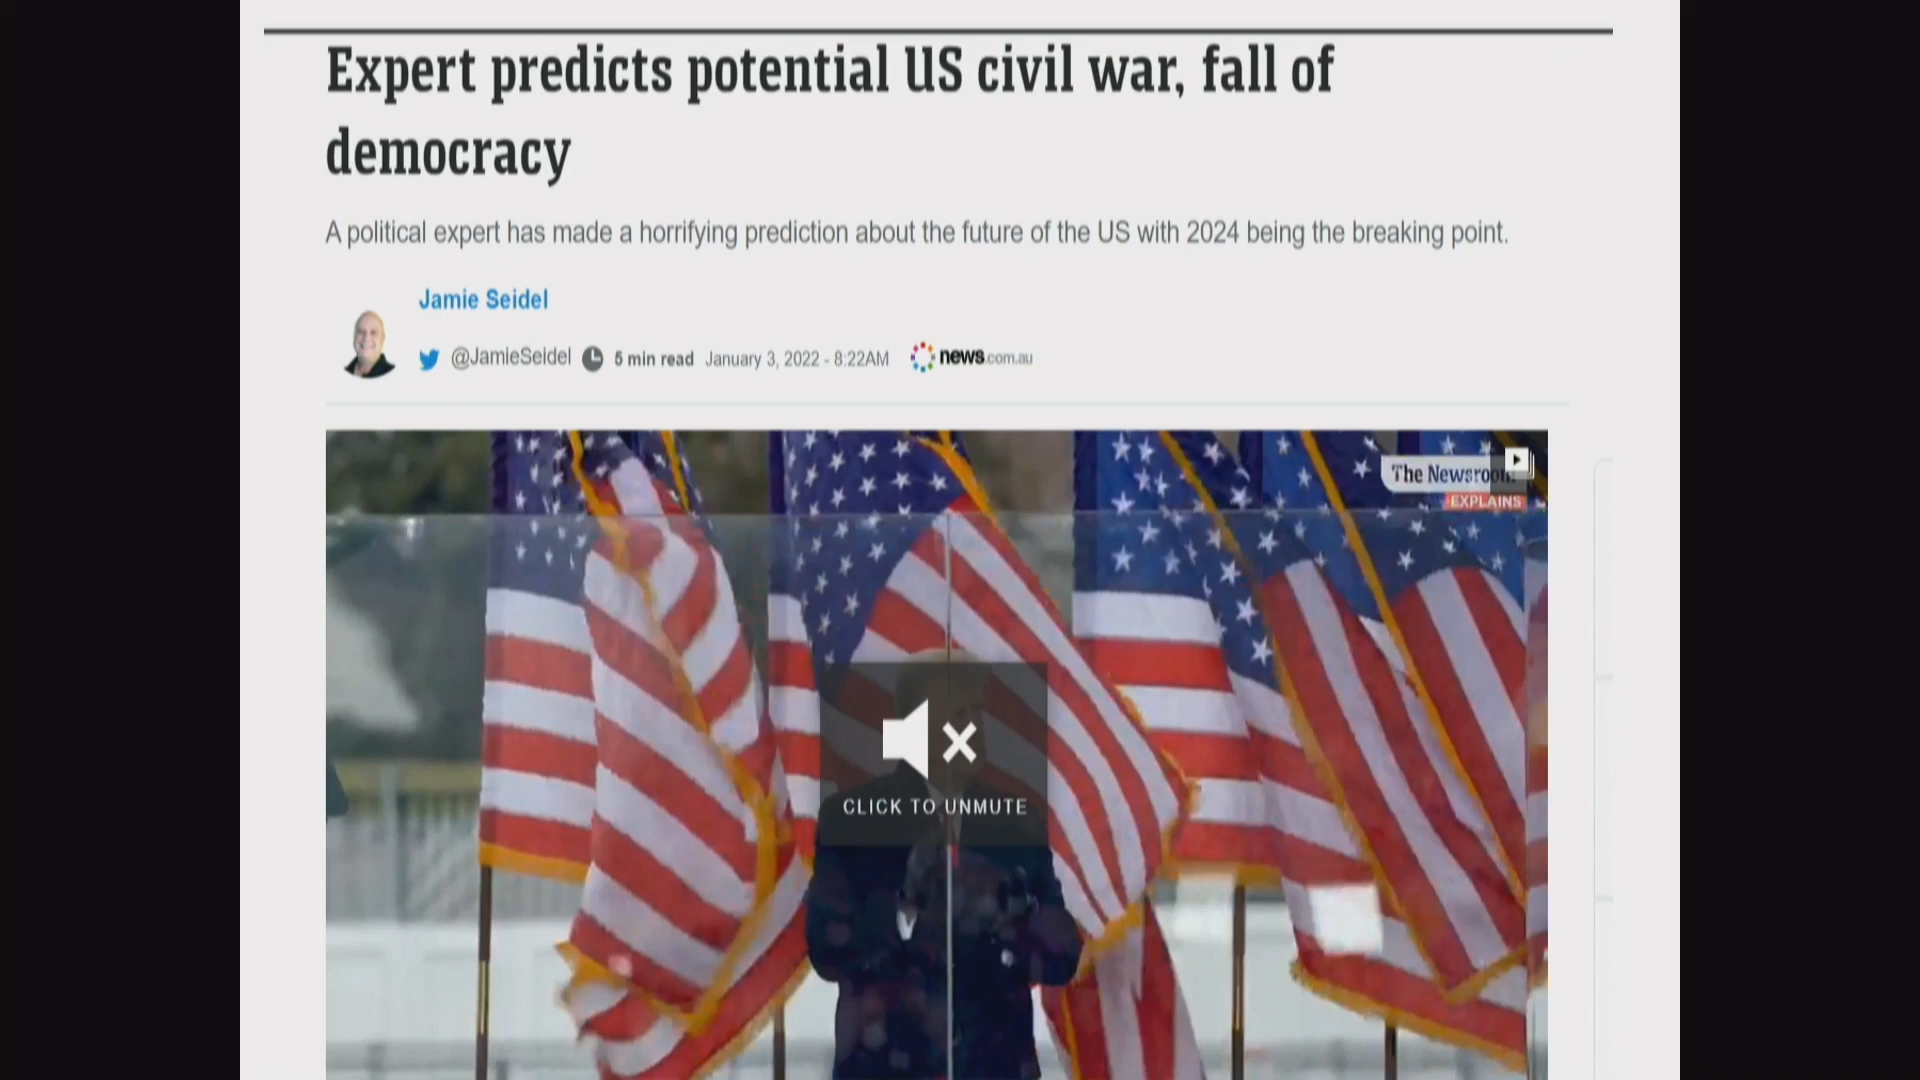 Expert predicts potential US civil war, fall of
democracy
A political expert has made a horrifying prediction about the future of the US with 2024 being the breaking point.
Jamie Seidel
@JamieSeidel 5 min read January 3, 2022 - 8:22AM news.com.au
The Newsroom
EXPLAINS
CLICK TO UNMUTE